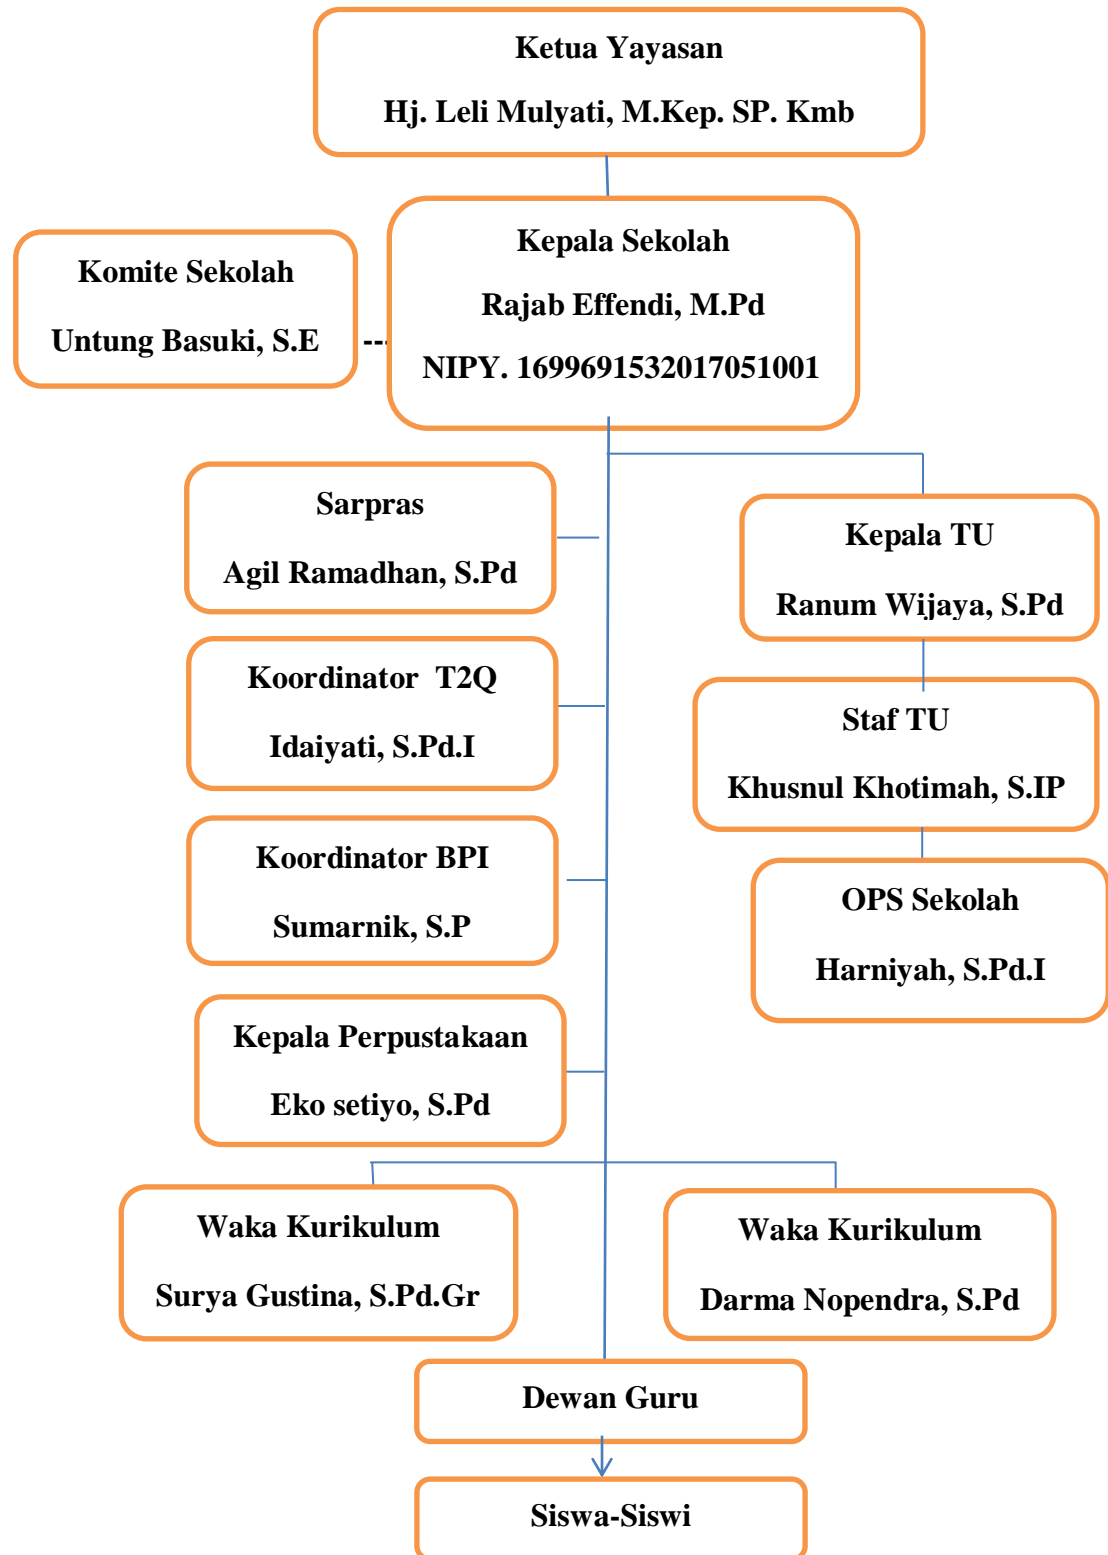 Ketua Yayasan
Hj. Leli Mulyati, M.Kep. SP. Kmb
Kepala Sekolah
Rajab Effendi, M.Pd
NIPY. 1699691532017051001
Komite Sekolah
Untung Basuki, S.E
---
Sarpras
Agil Ramadhan, S.Pd
Kepala TU
Ranum Wijaya, S.Pd
Koordinator  T2Q
Idaiyati, S.Pd.I
Staf TU
Khusnul Khotimah, S.IP
Koordinator BPI
Sumarnik, S.P
OPS Sekolah
Harniyah, S.Pd.I
Kepala Perpustakaan
Eko setiyo, S.Pd
Waka Kurikulum
Surya Gustina, S.Pd.Gr
Waka Kurikulum
Darma Nopendra, S.Pd
Dewan Guru
Siswa-Siswi